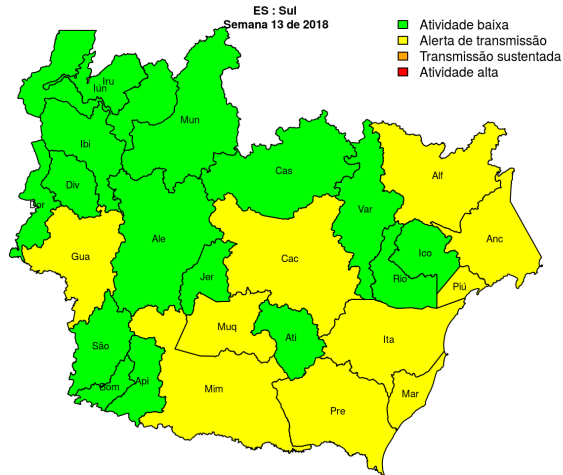 ES : Sul
Semana 13 de 2018
Atividade baixa
Alerta de transmissão
Transmissão sustentada
Atividade alta
Iru
Iún
Mun
Ibi
Cas
Alf
Div
Dor
Var
Ale
Anc
Ico
Gua
Cac
Jer
Rio
Piú
Muq
Ati
Ita
São
Api
Dom
Mim
Mar
Pre